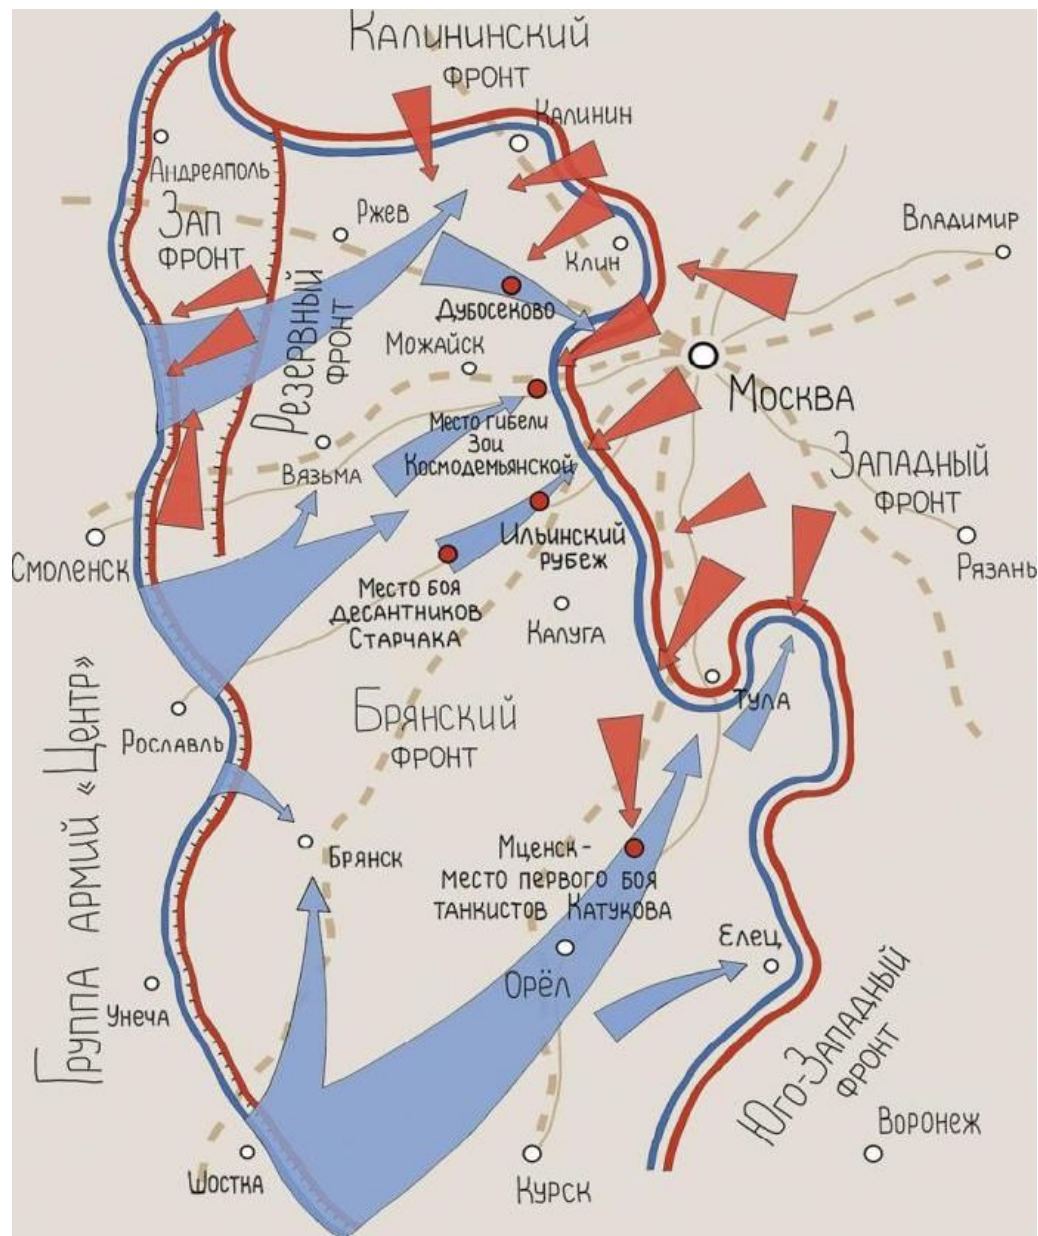 Калининский
фронт
Калинин
Андреаполь
Зап
фронт
Ржев
Владимир
Клин
Резервный
фронт
Дубосеково
Можайск
Москва
Место гибели
Зои
Космодемьянской
Вязьма
Западный
фронт
Смоленск
Ильинский
рубеж
Рязань
Место боя
десантников
Старчака
Калуга
Группа армий «Центр»
Рославль
Брянский
фронт
Тула
Брянск
Мценск-
место первого боя
танкистов Катукова
Елец
Орёл
Унеча
Юго-Западный
фронт
Воронеж
Шостка
Курск